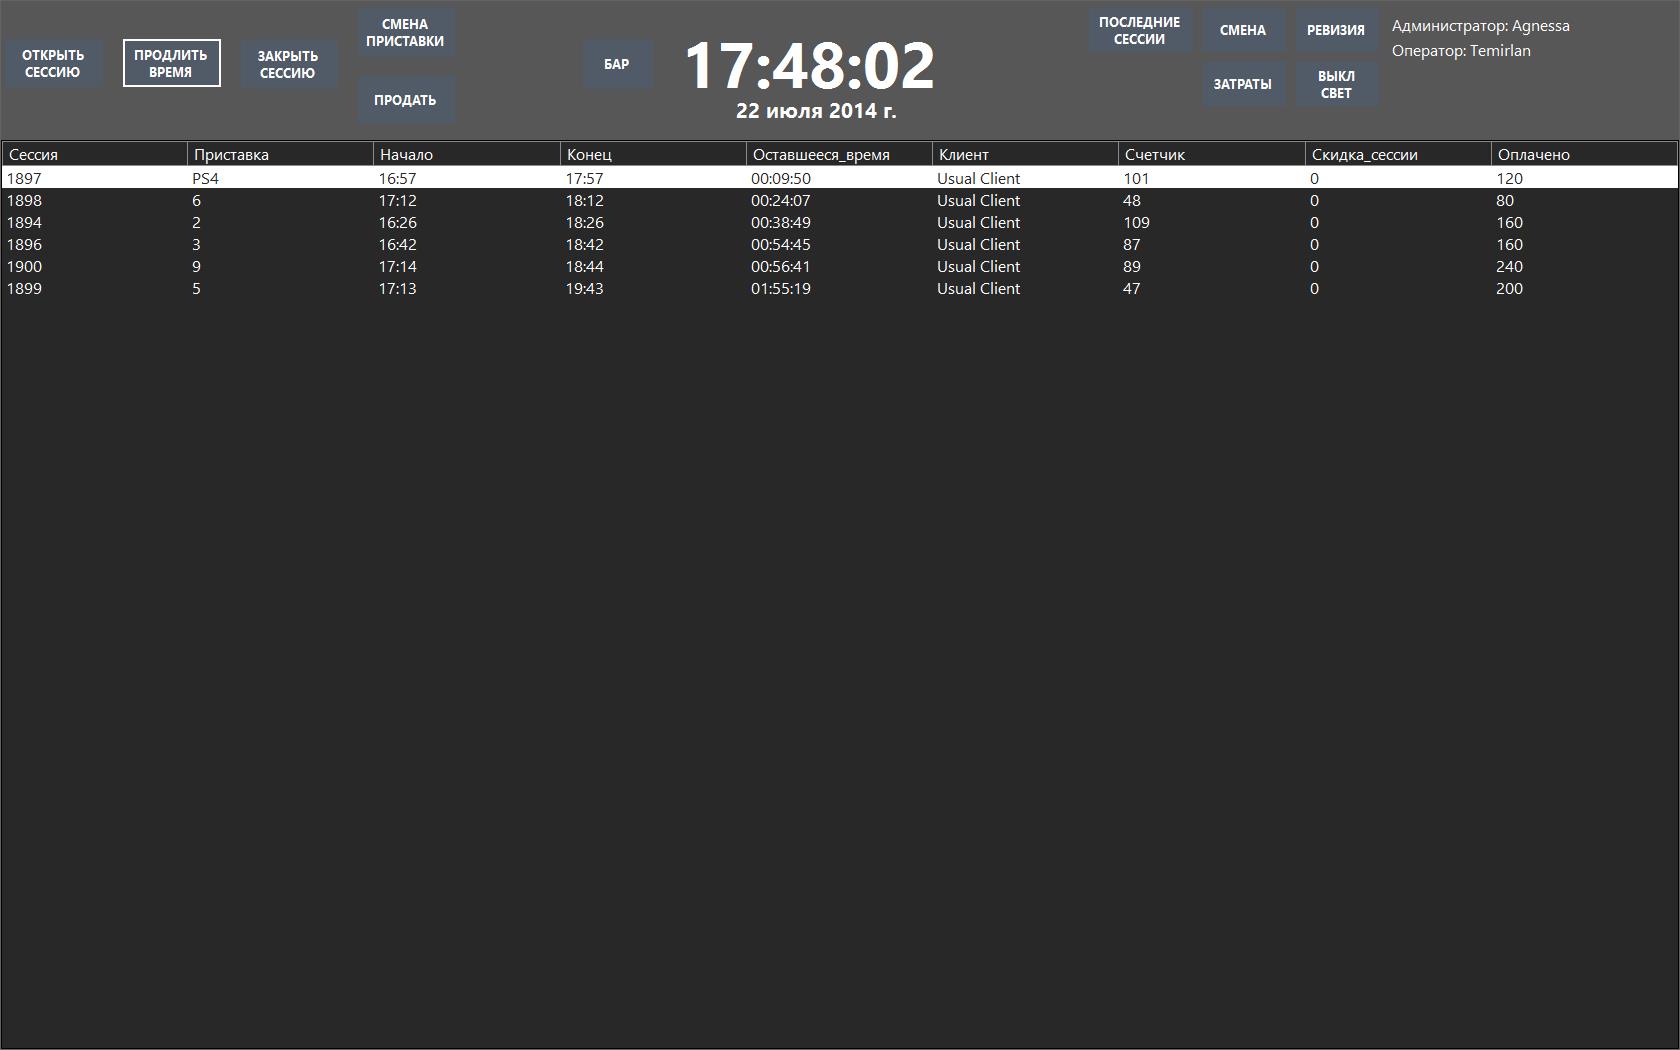 ОТКРЫТЬ
СЕССИЮ
ПРОДЛИТЬ
ВРЕМЯ
ЗАКРЫТЬ
СЕССИЮ
СМЕНА
ПРИСТАВКИ
ПРОДАТЬ
БАР
17:48:02
22 июля 2014 г.
ПОСЛЕДНИЕ
СЕССИИ
СМЕНА
РЕВИЗИЯ
ЗАТРАТЫ
ВЫКЛ
СВЕТ
Администратор: Agnessa
Оператор: Temirlan
Сессия Приставка Начало Конец Оставшееся_время Клиент Счетчик Скидка_сессии Оплачено
1897 PS4 16:57 17:57 00:09:50 Usual Client 101 0 120
1898 6 17:12 18:12 00:24:07 Usual Client 48 0 80
1894 2 16:26 18:26 00:38:49 Usual Client 109 0 160
1896 3 16:42 18:42 00:54:45 Usual Client 87 0 160
1900 9 17:14 18:44 00:56:41 Usual Client 89 0 240
1899 5 17:13 19:43 01:55:19 Usual Client 47 0 200